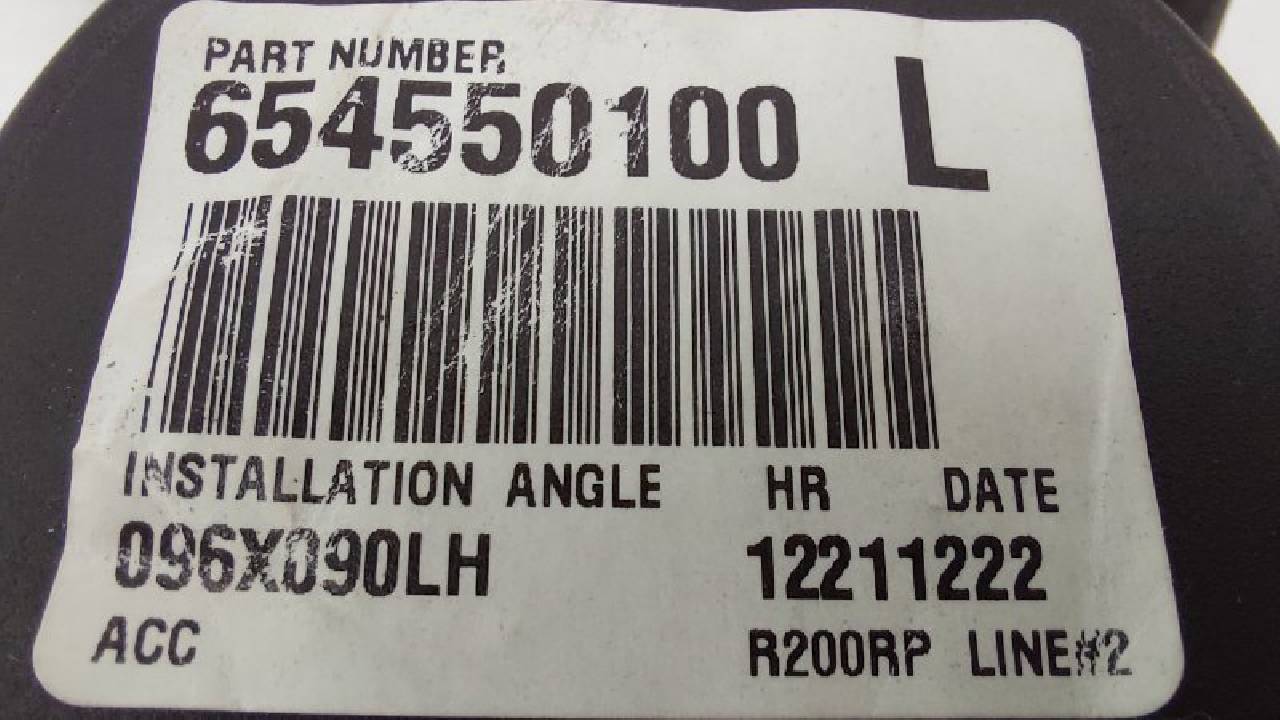 PART NUMBER
654550100 L
INSTALLATION ANGLE HR DATE
096X090LH 12211222
ACC R200RP LINE#2